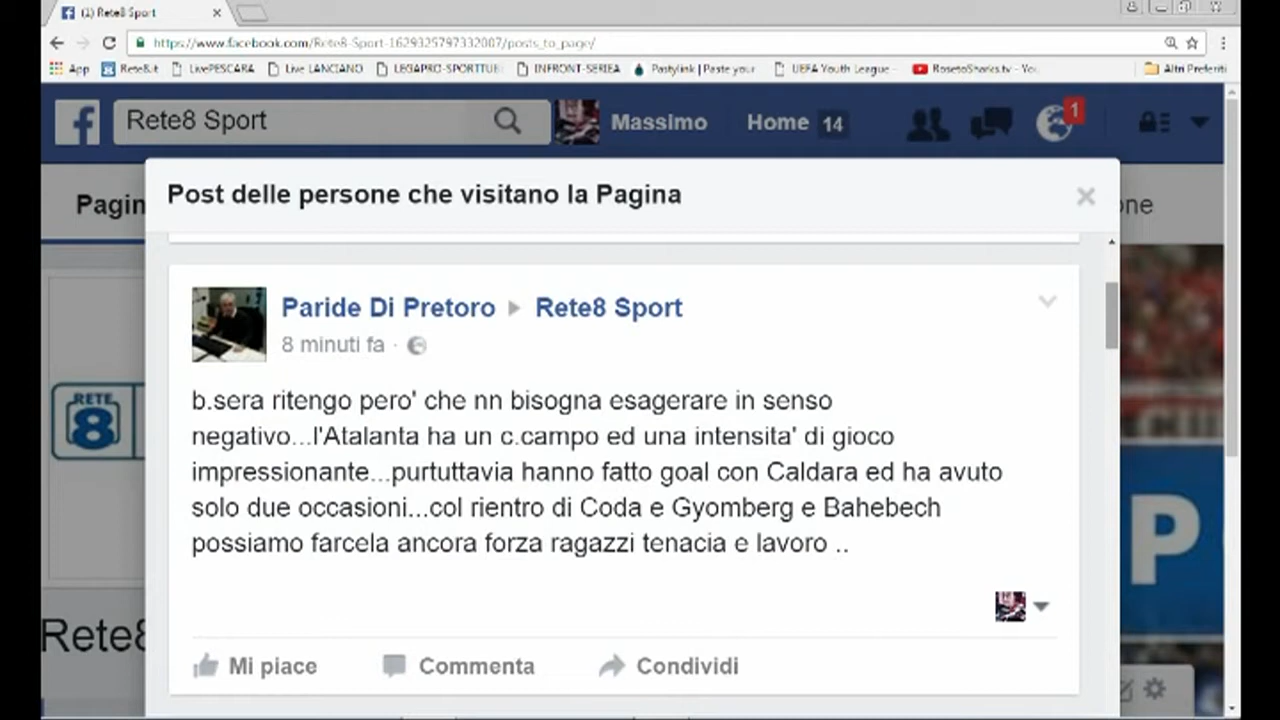 (1) Rete8 Sport
https://www.facebook.com/Rete8-Sport-1629325797332007/posts_to_page/
App Rete8.it LivePESCARA Live LANCIANO LEGAPRO-SPORTTUB INFRONT-SERIEA Pastylink | Paste your UEFA Youth League - RosetoSharks.tv - You Altri Preferiti
Rete8 Sport Massimo Home 14 1
Pagin
one
Post delle persone che visitano la Pagina
Paride Di Pretoro Rete8 Sport
8 minuti fa ·
b.sera ritengo pero' che nn bisogna esagerare in senso
negativo...l'Atalanta ha un c.campo ed una intensita' di gioco
impressionante...purtuttavia hanno fatto goal con Caldara ed ha avuto
solo due occasioni...col rientro di Coda e Gyomberg e Bahebech
possiamo farcela ancora forza ragazzi tenacia e lavoro ..
RETE
8
P
Rete8
Mi piace Commenta Condividi